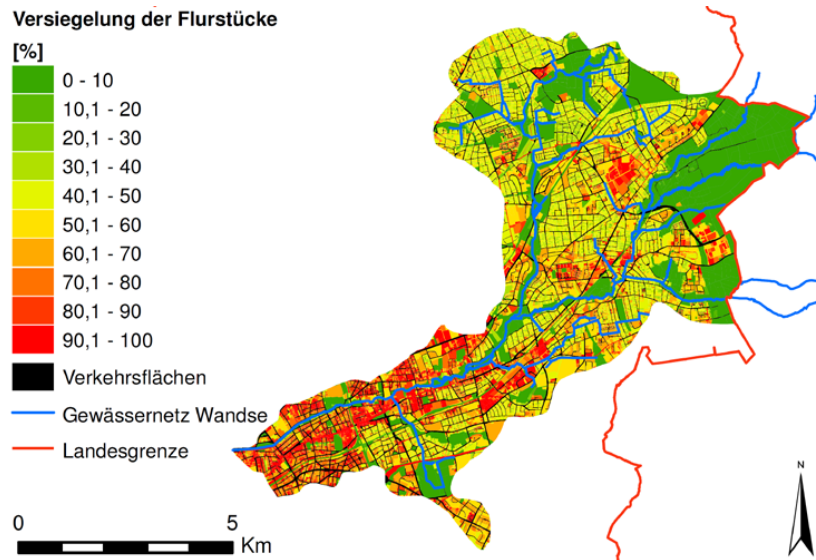 Versiegelung der Flurstücke
[%]
0 - 10
10,1 - 20
20,1 - 30
30,1 - 40
40,1 - 50
50,1 - 60
60,1 - 70
70,1 - 80
80,1 - 90
90,1 - 100
Verkehrsflächen
Gewässernetz Wandse
Landesgrenze
0 5
Km
N